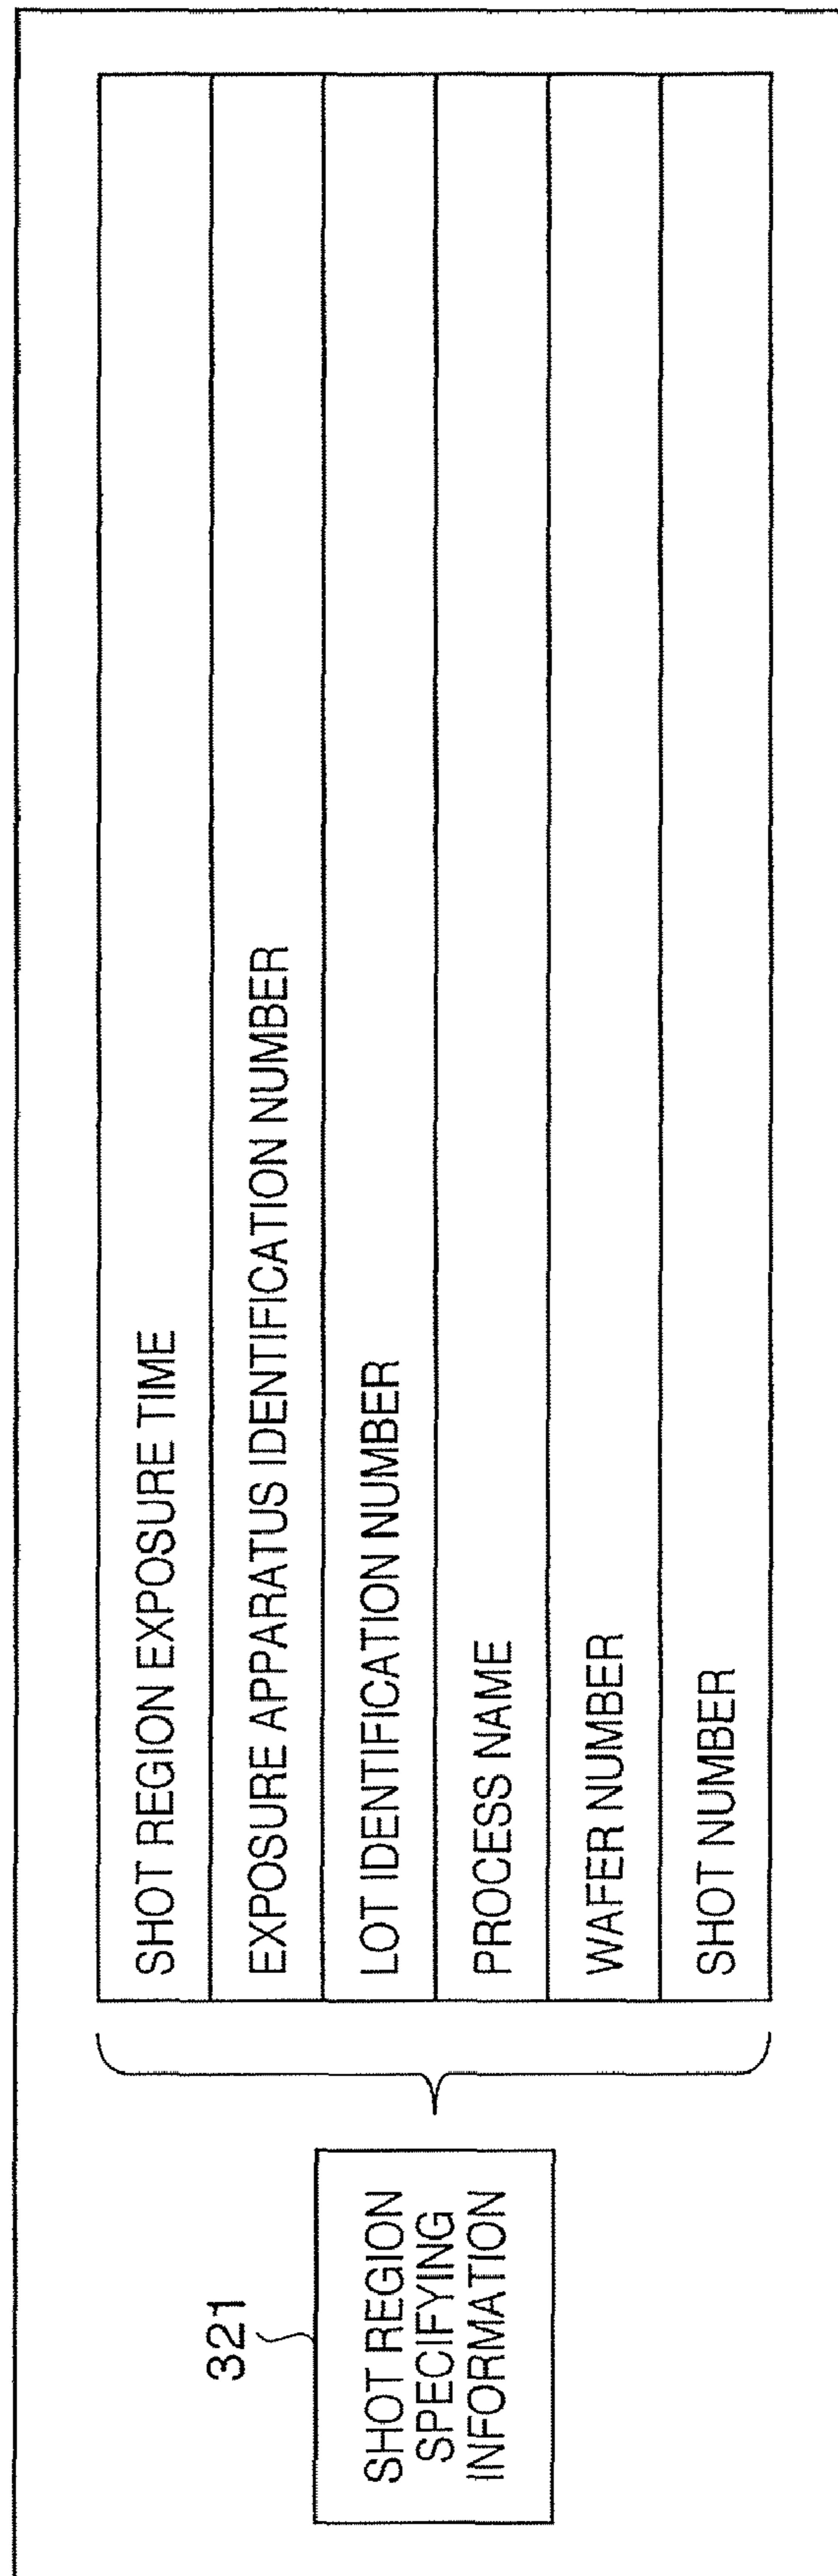 321
SHOT REGION
SPECIFYING
INFORMATION
SHOT REGION EXPOSURE TIME
EXPOSURE APPARATUS IDENTIFICATION NUMBER
LOT IDENTIFICATION NUMBER
PROCESS NAME
WAFER NUMBER
SHOT NUMBER